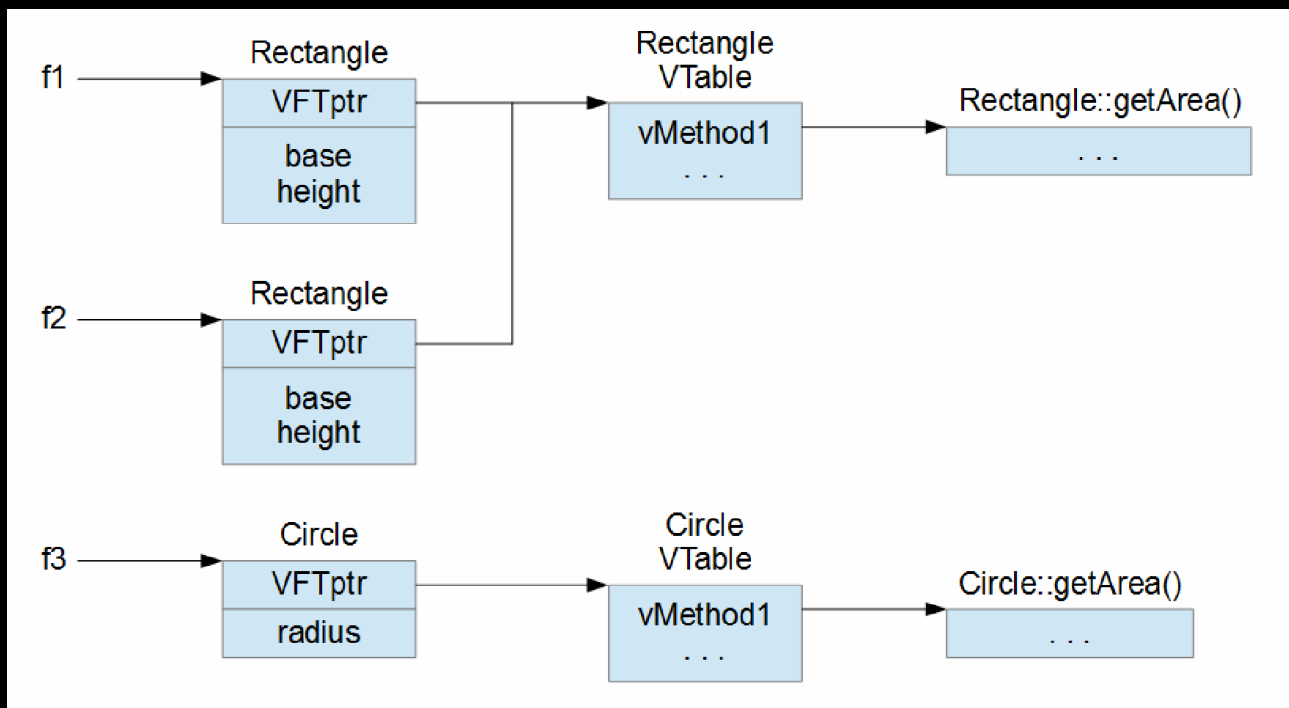 f1
Rectangle
VFTptr
base
height
Rectangle
VTable
vMethod1
. . .
Rectangle::getArea()
. . .
f2
Rectangle
VFTptr
base
height
f3
Circle
VFTptr
radius
Circle
VTable
vMethod1
. . .
Circle::getArea()
. . .